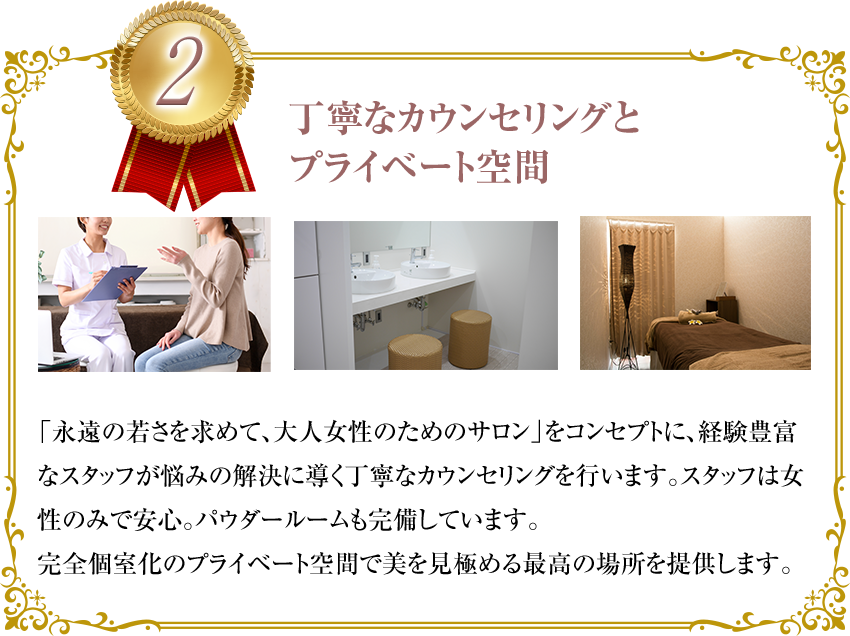 2
丁寧なカウンセリングと
プライベート空間
「永遠の若さを求めて、大人女性のためのサロン」をコンセプトに、経験豊富
なスタッフが悩みの解決に導く丁寧なカウンセリングを行います。スタッフは女
性のみで安心。パウダールームも完備しています。
完全個室化のプライベート空間で美を見極める最高の場所を提供します。